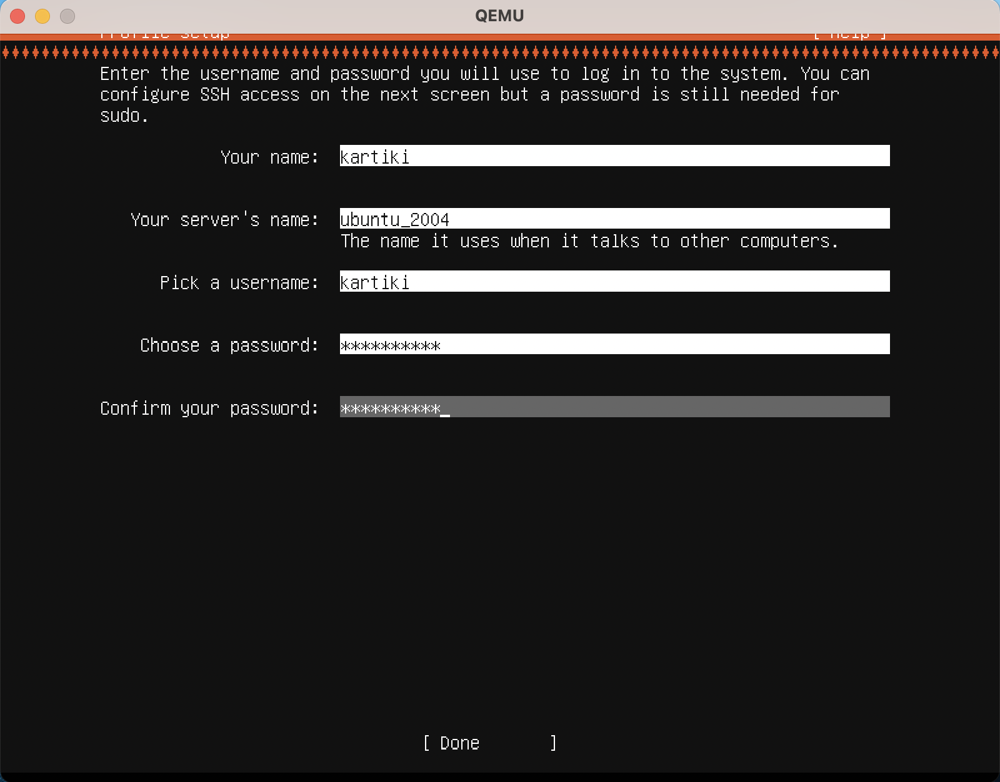 QEMU
Profile setup [ Help ]
Enter the username and password you will use to log in to the system. You can
configure SSH access on the next screen but a password is still needed for
sudo.
Your name: kartiki
Your server's name: ubuntu_2004
The name it uses when it talks to other computers.
Pick a username: kartiki
Choose a password: **********
Confirm your password: **********_
[ Done ]